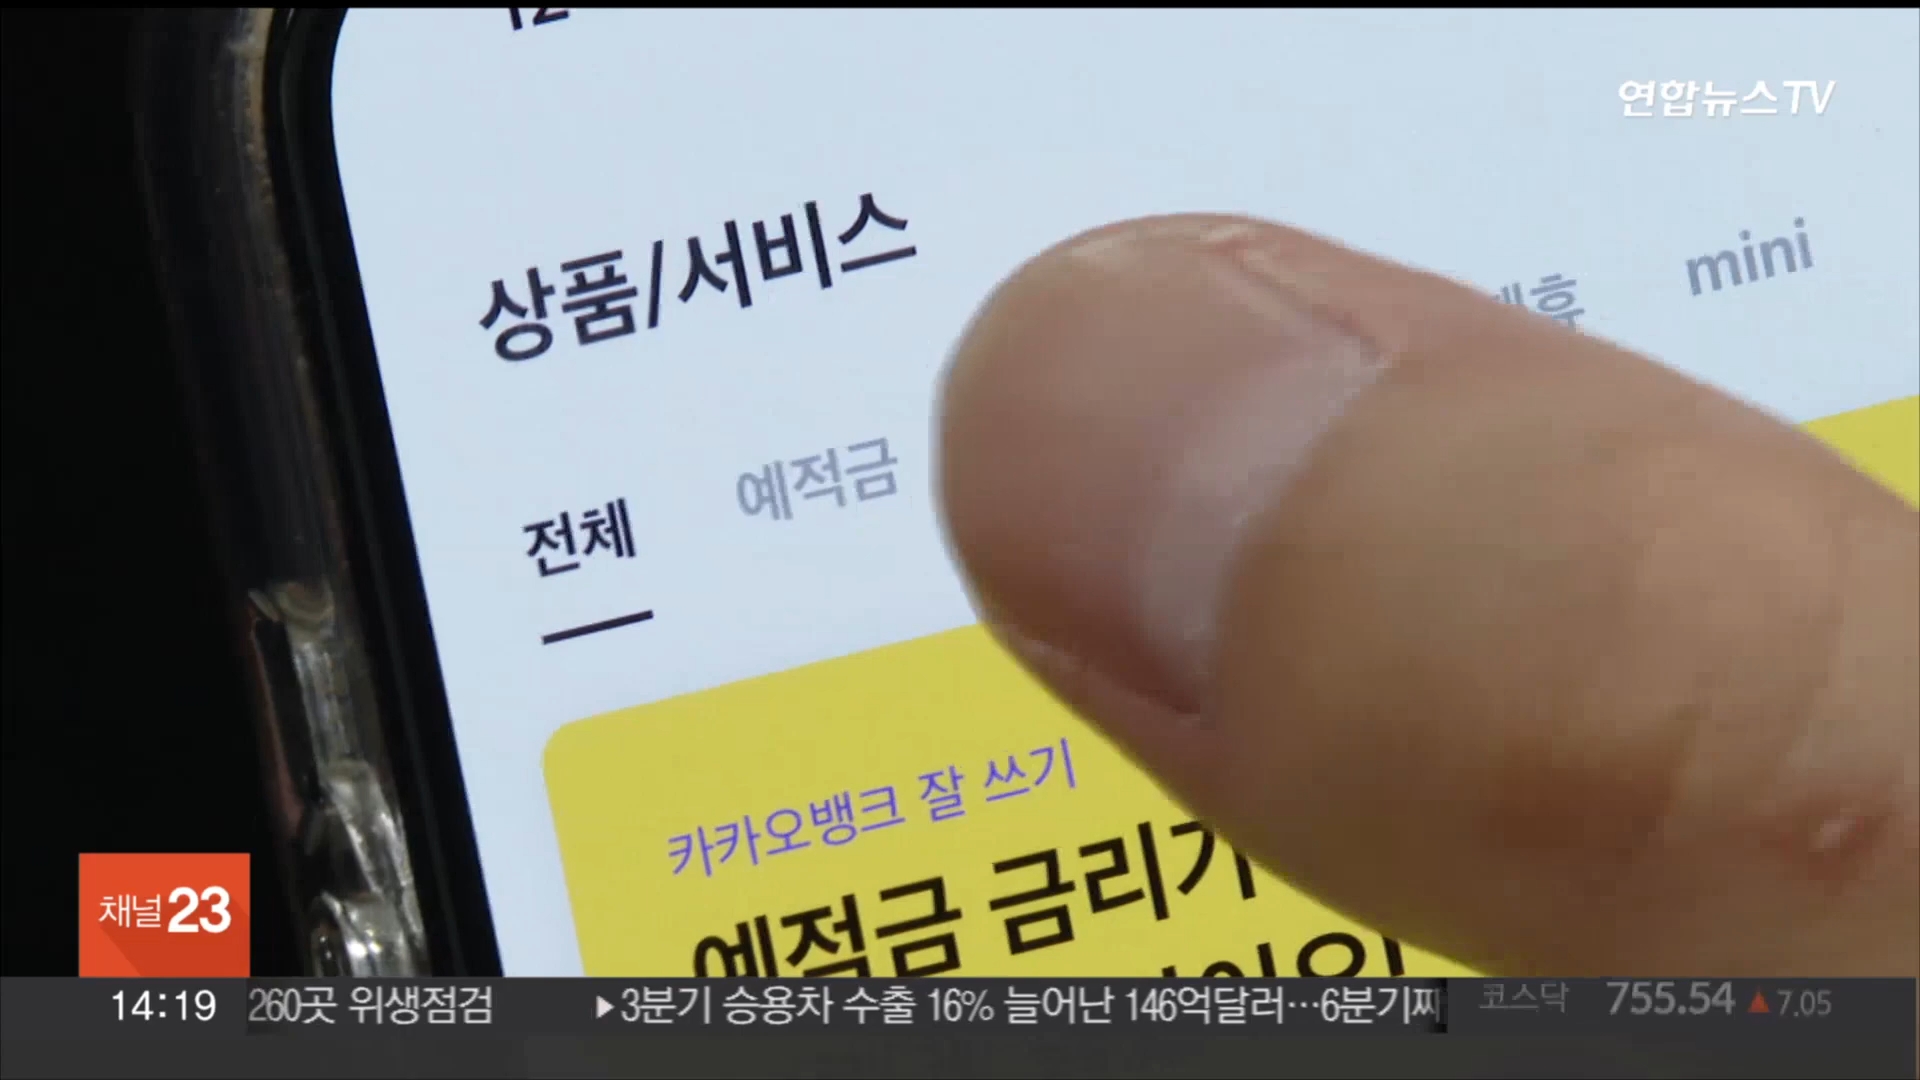 12
연합뉴스TV
상품/서비스
전체 예적금 제휴 mini
카카오뱅크 잘 쓰기
예적금 금리가
채널23
14:19 260곳 위생점검 ▶3분기 승용차 수출 16% 늘어난 146억달러…6분기째 코스닥 755.54 ▲7.05